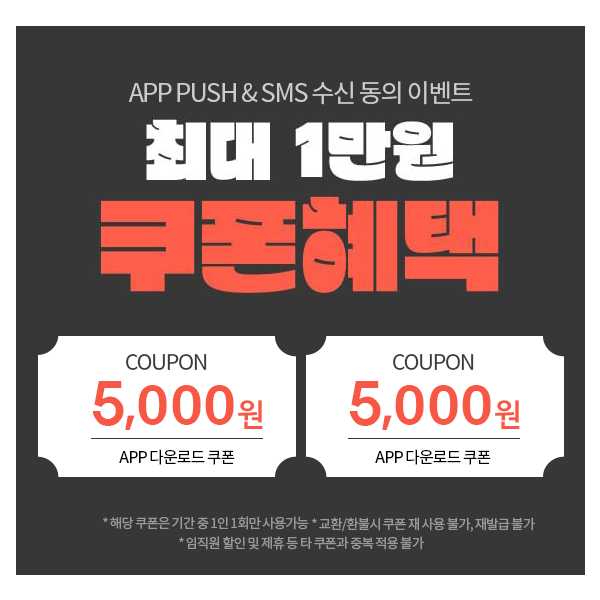 APP PUSH & SMS 수신 동의 이벤트
최대 1만원
쿠폰혜택
COUPON
5,000원
APP 다운로드 쿠폰
COUPON
5,000원
APP 다운로드 쿠폰
* 해당 쿠폰은 기간 중 1인 1회만 사용가능 * 교환/환불시 쿠폰 재 사용 불가, 재발급 불가
* 임직원 할인 및 제휴 등 타 쿠폰과 중복 적용 불가